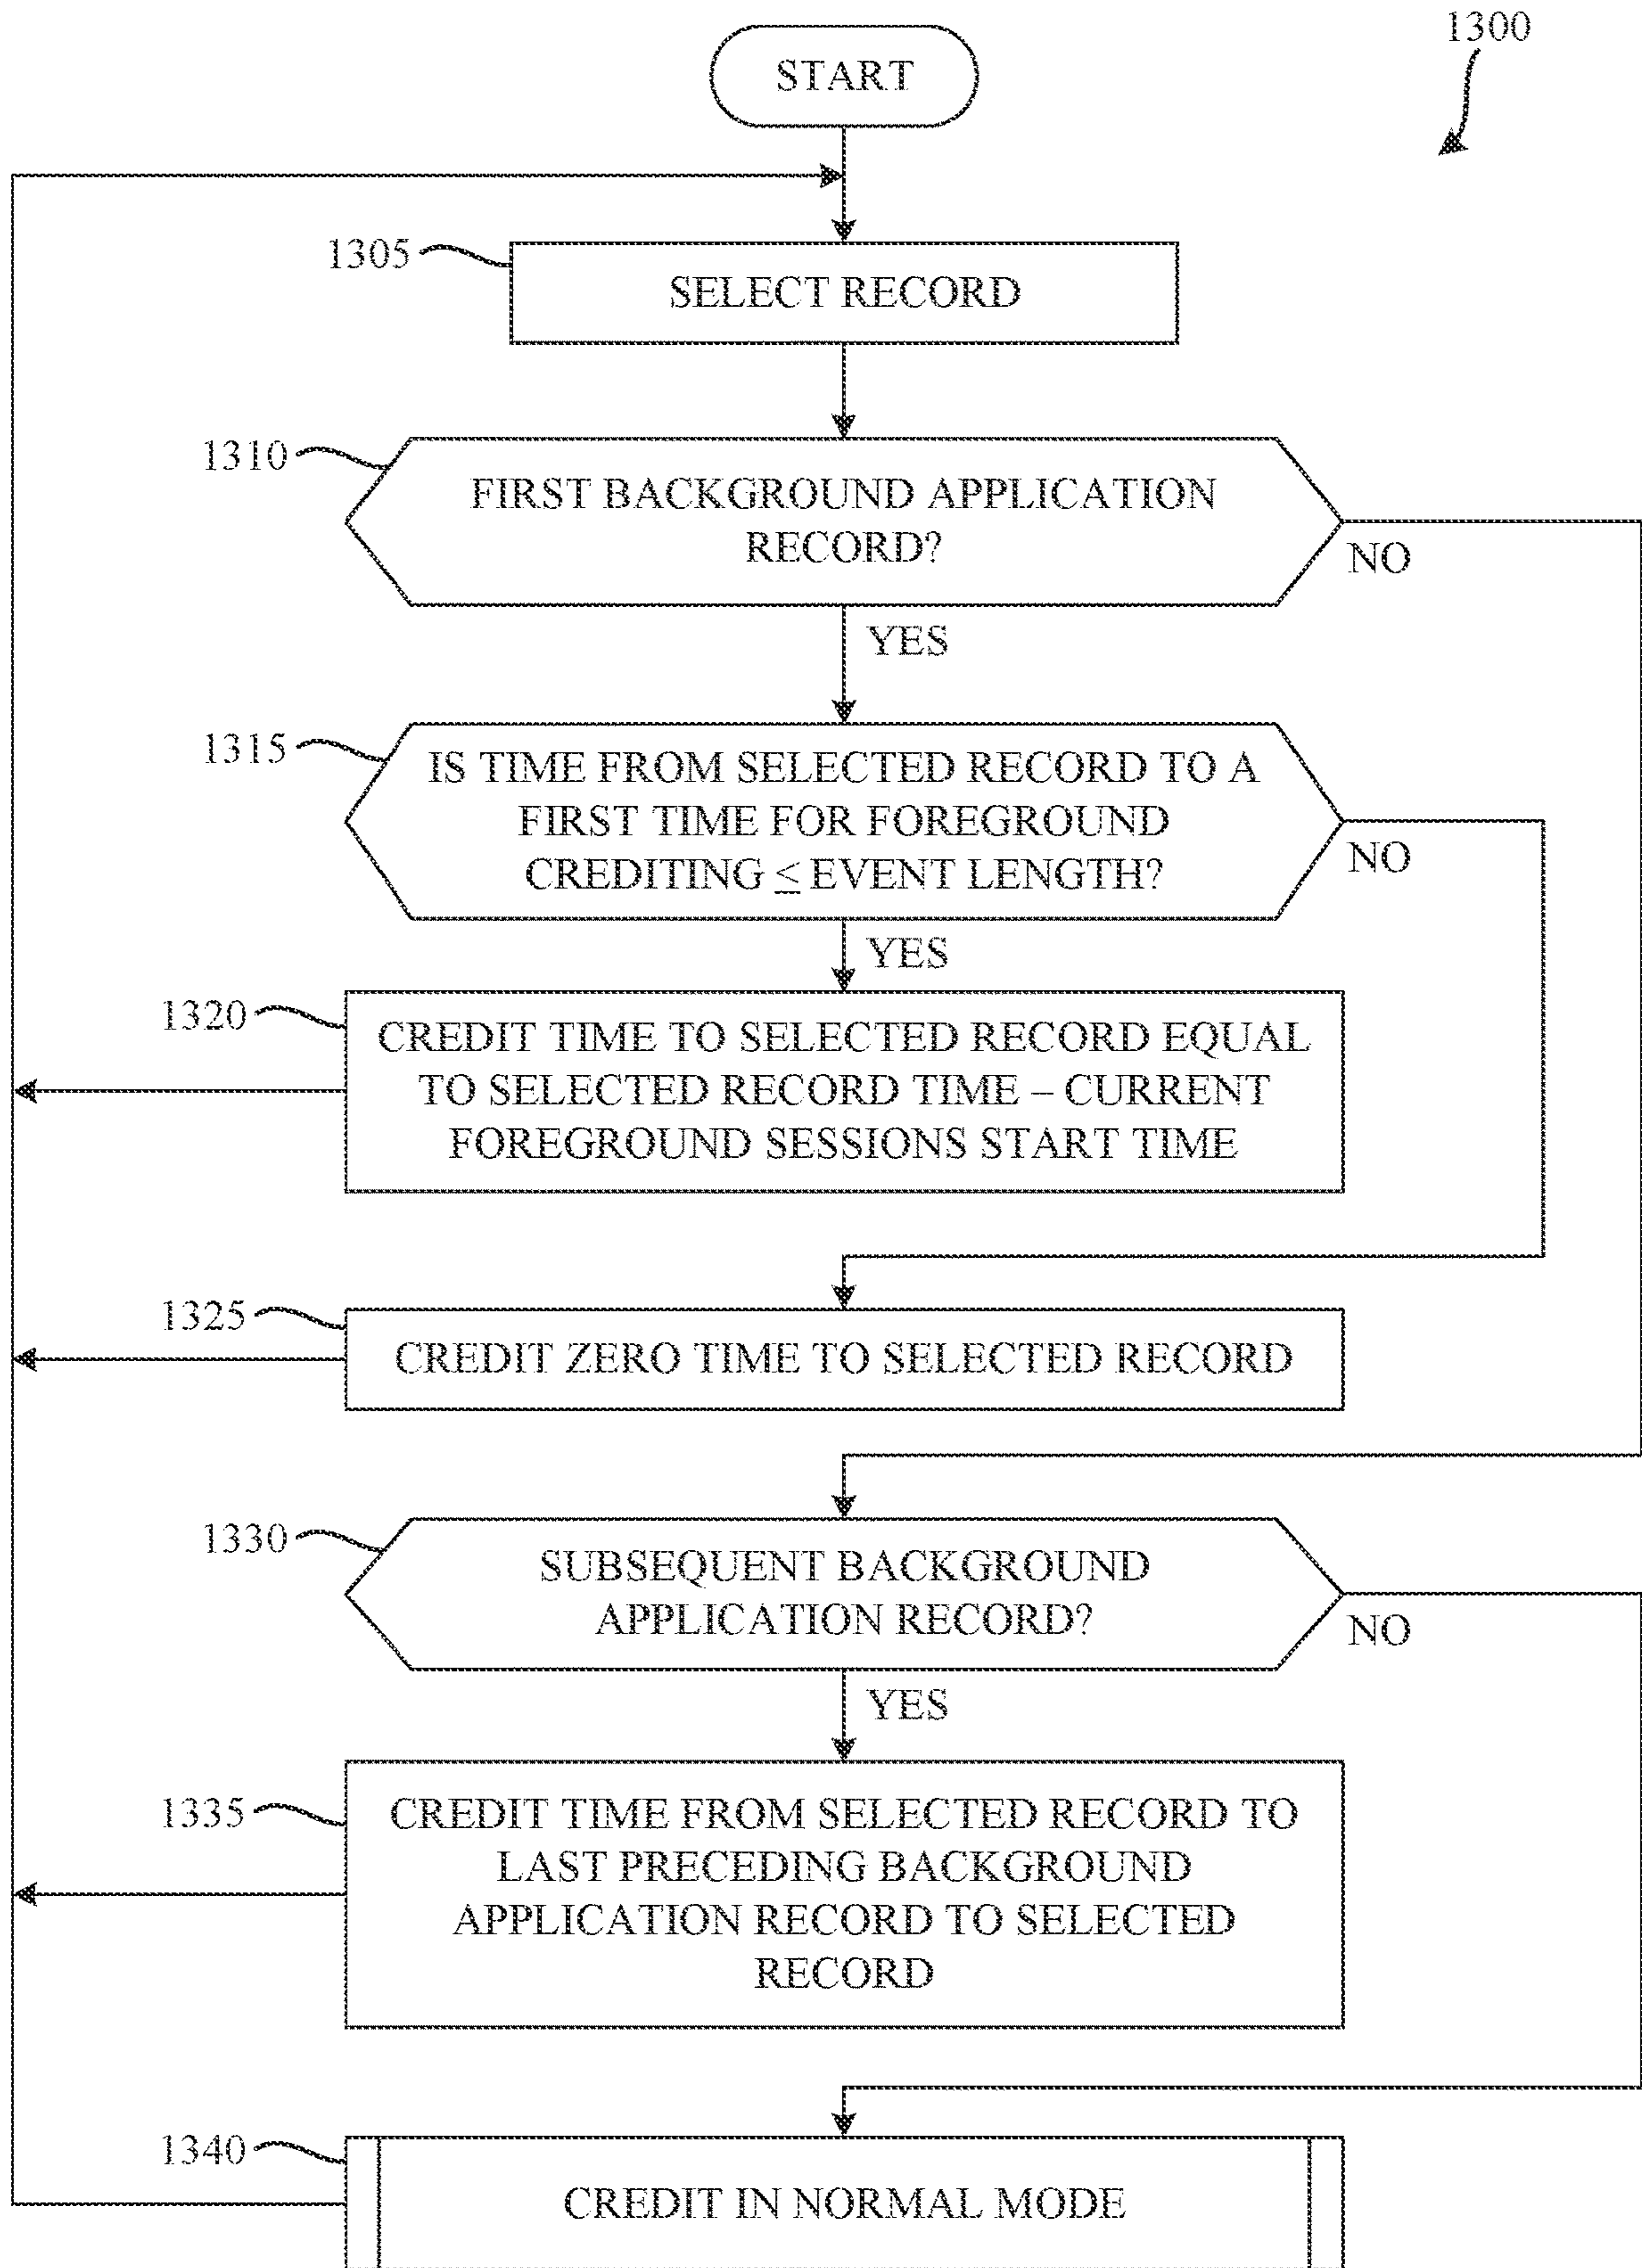 1300
START
1305
SELECT RECORD
1310
FIRST BACKGROUND APPLICATION
RECORD?
NO
YES
1315
IS TIME FROM SELECTED RECORD TO A
FIRST TIME FOR FOREGROUND
CREDITING ≤ EVENT LENGTH?
NO
YES
1320
CREDIT TIME TO SELECTED RECORD EQUAL
TO SELECTED RECORD TIME – CURRENT
FOREGROUND SESSIONS START TIME
1325
CREDIT ZERO TIME TO SELECTED RECORD
1330
SUBSEQUENT BACKGROUND
APPLICATION RECORD?
NO
YES
1335
CREDIT TIME FROM SELECTED RECORD TO
LAST PRECEDING BACKGROUND
APPLICATION RECORD TO SELECTED
RECORD
1340
CREDIT IN NORMAL MODE